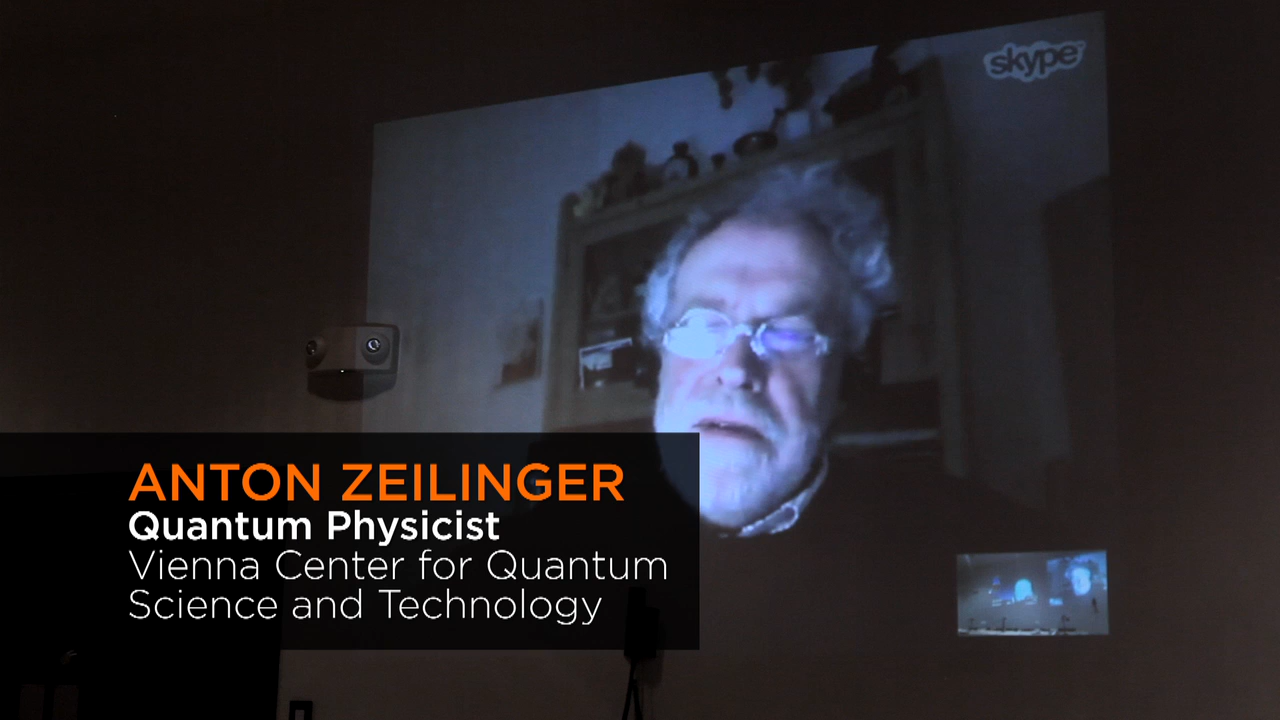 skype
ANTON ZEILINGER
Quantum Physicist
Vienna Center for Quantum
Science and Technology